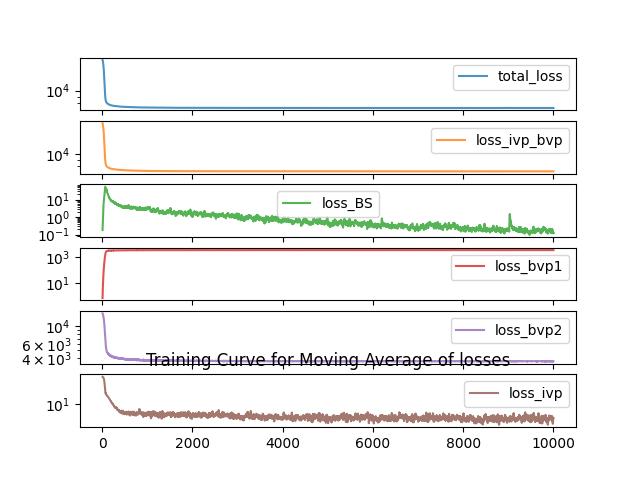 10⁴
total_loss
10⁴
loss_ivp_bvp
10¹
10⁰
10⁻¹
loss_BS
10³
10¹
loss_bvp1
10⁴
6 × 10³
4 × 10³
loss_bvp2
Training Curve for Moving Average of losses
10¹
loss_ivp
0 2000 4000 6000 8000 10000